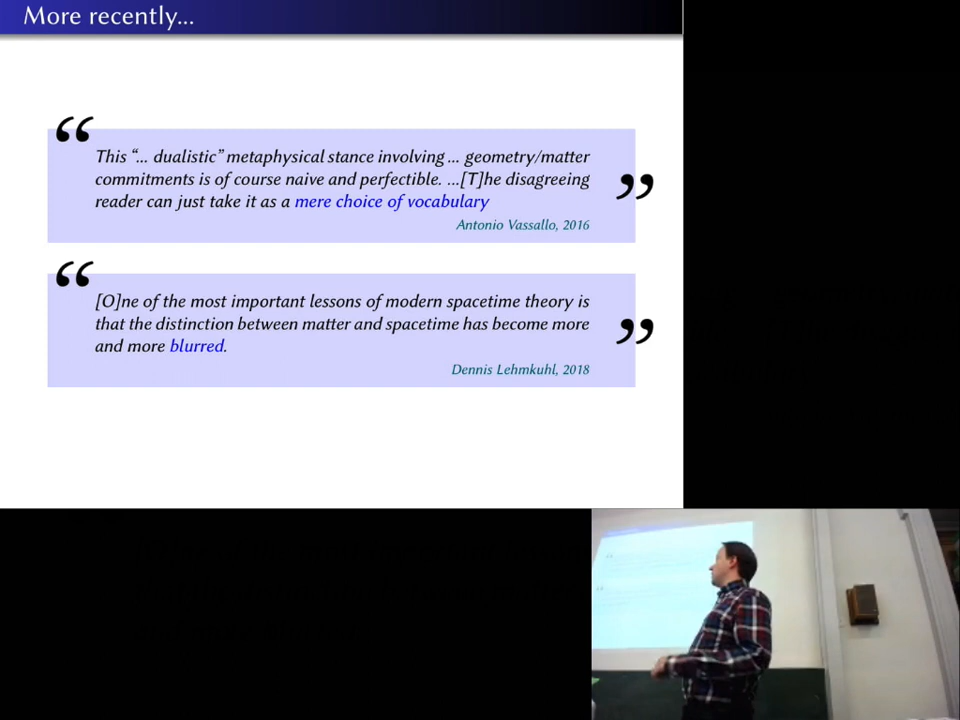 More recently...
“
This “... dualistic” metaphysical stance involving ... geometry/matter
commitments is of course naive and perfectible. ...[T]he disagreeing
reader can just take it as a mere choice of vocabulary
”
Antonio Vassallo, 2016
“
[O]ne of the most important lessons of modern spacetime theory is
that the distinction between matter and spacetime has become more
and more blurred.
”
Dennis Lehmkuhl, 2018